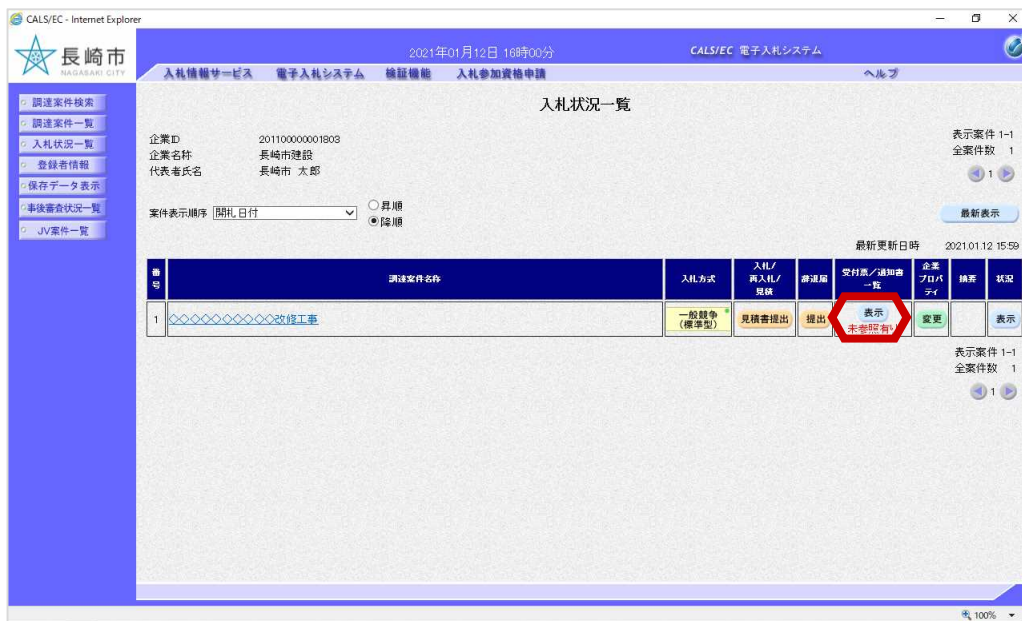 CALS/EC - Internet Explorer
長崎市
NAGASAKI CITY
2021年01月12日 16時00分
CALS/EC 電子入札システム
入札情報サービス 電子入札システム 検証機能 入札参加資格申請 ヘルプ
調達案件検索
調達案件一覧
入札状況一覧
登録者情報
保存データ表示
事後審査状況一覧
JV案件一覧
入札状況一覧
企業ID 201100000001803
企業名称 長崎市建設
代表者氏名 長崎市 太郎
表示案件 1-1
全案件数 1
1
案件表示順序 開札日付
昇順
降順
最新表示
最新更新日時 2021.01.12 15:59
番号 調達案件名称 入札方式 入札/再入札/見積 辞退届 受付票/通知書一覧 企業プロパティ 摘要 状況
1 ◇◇◇◇◇◇◇◇◇◇改修工事 一般競争(標準型) 見積書提出 提出 表示 未参照有り 変更 表示
表示案件 1-1
全案件数 1
1
100%